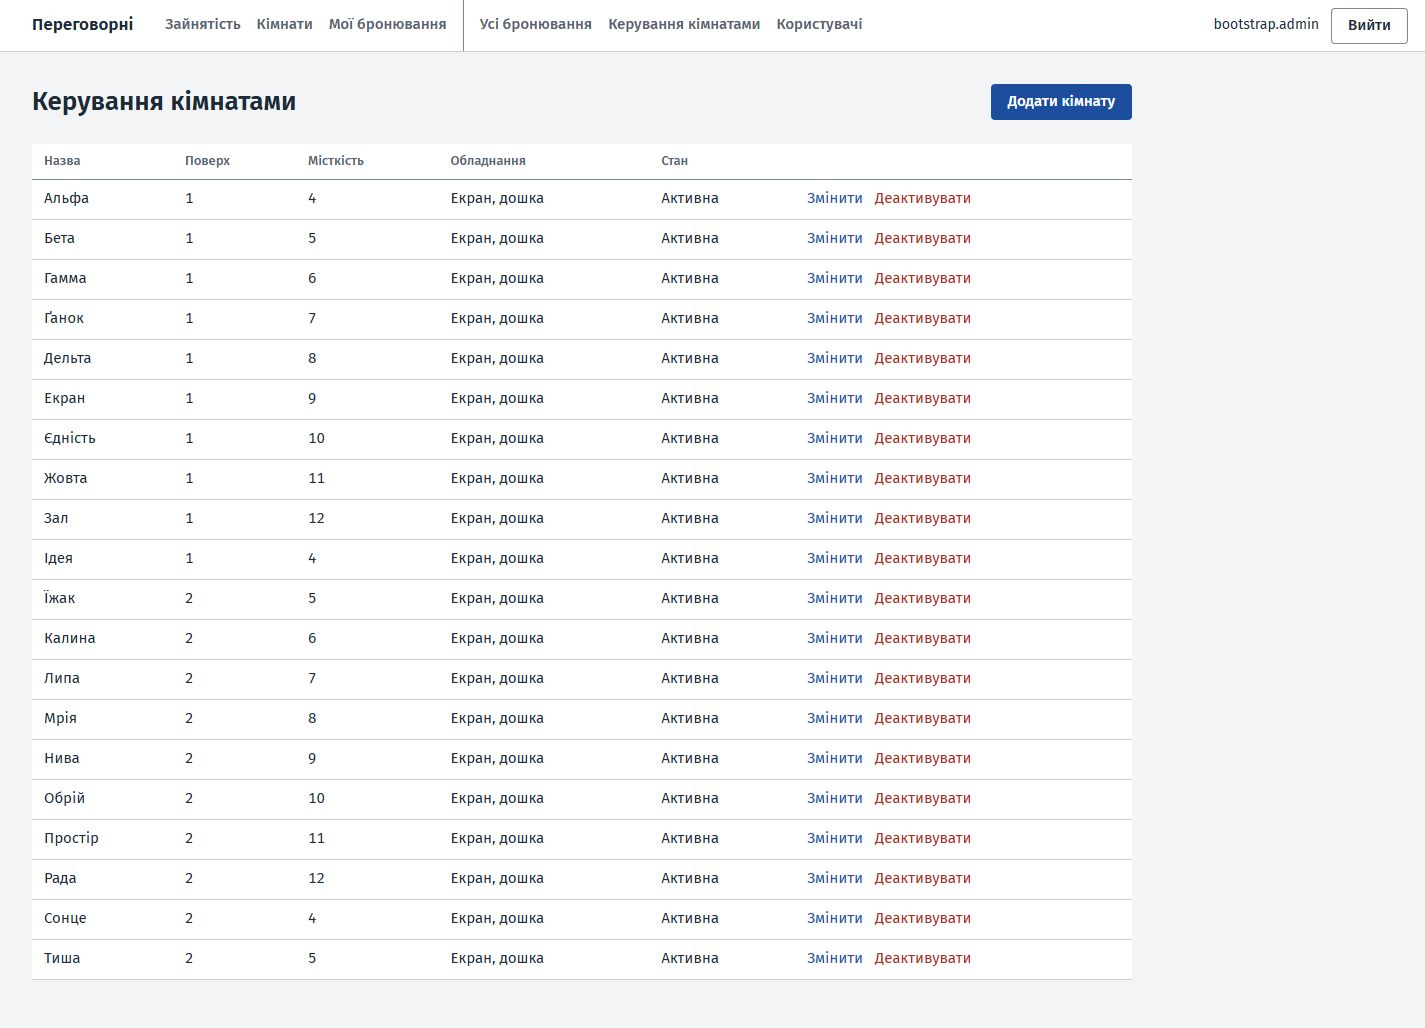 Переговорні Зайнятість Кімнати Мої бронювання Усі бронювання Керування кімнатами Користувачі bootstrap.admin Вийти
Керування кімнатами Додати кімнату
Назва Поверх Місткість Обладнання Стан
Альфа 1 4 Екран, дошка Активна Змінити Деактивувати
Бета 1 5 Екран, дошка Активна Змінити Деактивувати
Гамма 1 6 Екран, дошка Активна Змінити Деактивувати
Ґанок 1 7 Екран, дошка Активна Змінити Деактивувати
Дельта 1 8 Екран, дошка Активна Змінити Деактивувати
Екран 1 9 Екран, дошка Активна Змінити Деактивувати
Єдність 1 10 Екран, дошка Активна Змінити Деактивувати
Жовта 1 11 Екран, дошка Активна Змінити Деактивувати
Зал 1 12 Екран, дошка Активна Змінити Деактивувати
Ідея 1 4 Екран, дошка Активна Змінити Деактивувати
Їжак 2 5 Екран, дошка Активна Змінити Деактивувати
Калина 2 6 Екран, дошка Активна Змінити Деактивувати
Липа 2 7 Екран, дошка Активна Змінити Деактивувати
Мрія 2 8 Екран, дошка Активна Змінити Деактивувати
Нива 2 9 Екран, дошка Активна Змінити Деактивувати
Обрій 2 10 Екран, дошка Активна Змінити Деактивувати
Простір 2 11 Екран, дошка Активна Змінити Деактивувати
Рада 2 12 Екран, дошка Активна Змінити Деактивувати
Сонце 2 4 Екран, дошка Активна Змінити Деактивувати
Тиша 2 5 Екран, дошка Активна Змінити Деактивувати